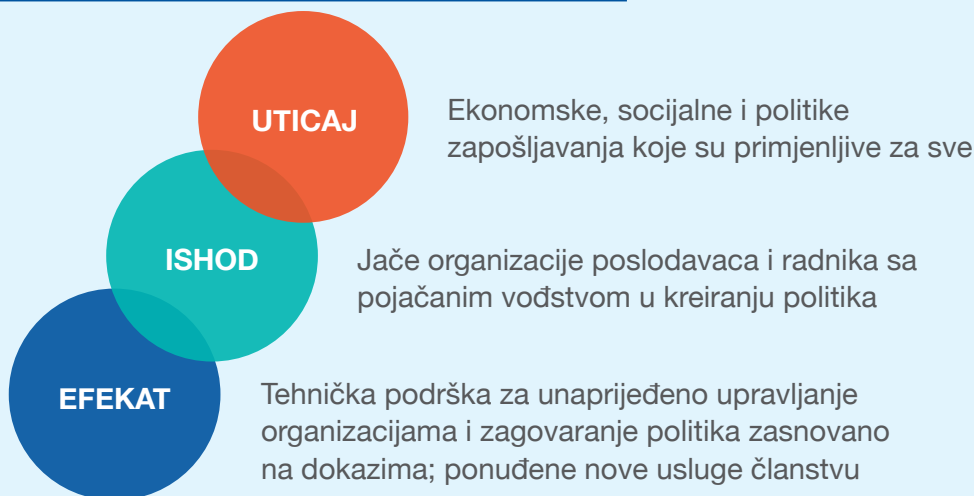 UTICAJ
Ekonomske, socijalne i politike
zapošljavanja koje su primjenljive za sve
ISHOD
Jače organizacije poslodavaca i radnika sa
pojačanim vođstvom u kreiranju politika
EFEKAT
Tehnička podrška za unaprijeđeno upravljanje
organizacijama i zagovaranje politika zasnovano
na dokazima; ponuđene nove usluge članstvu